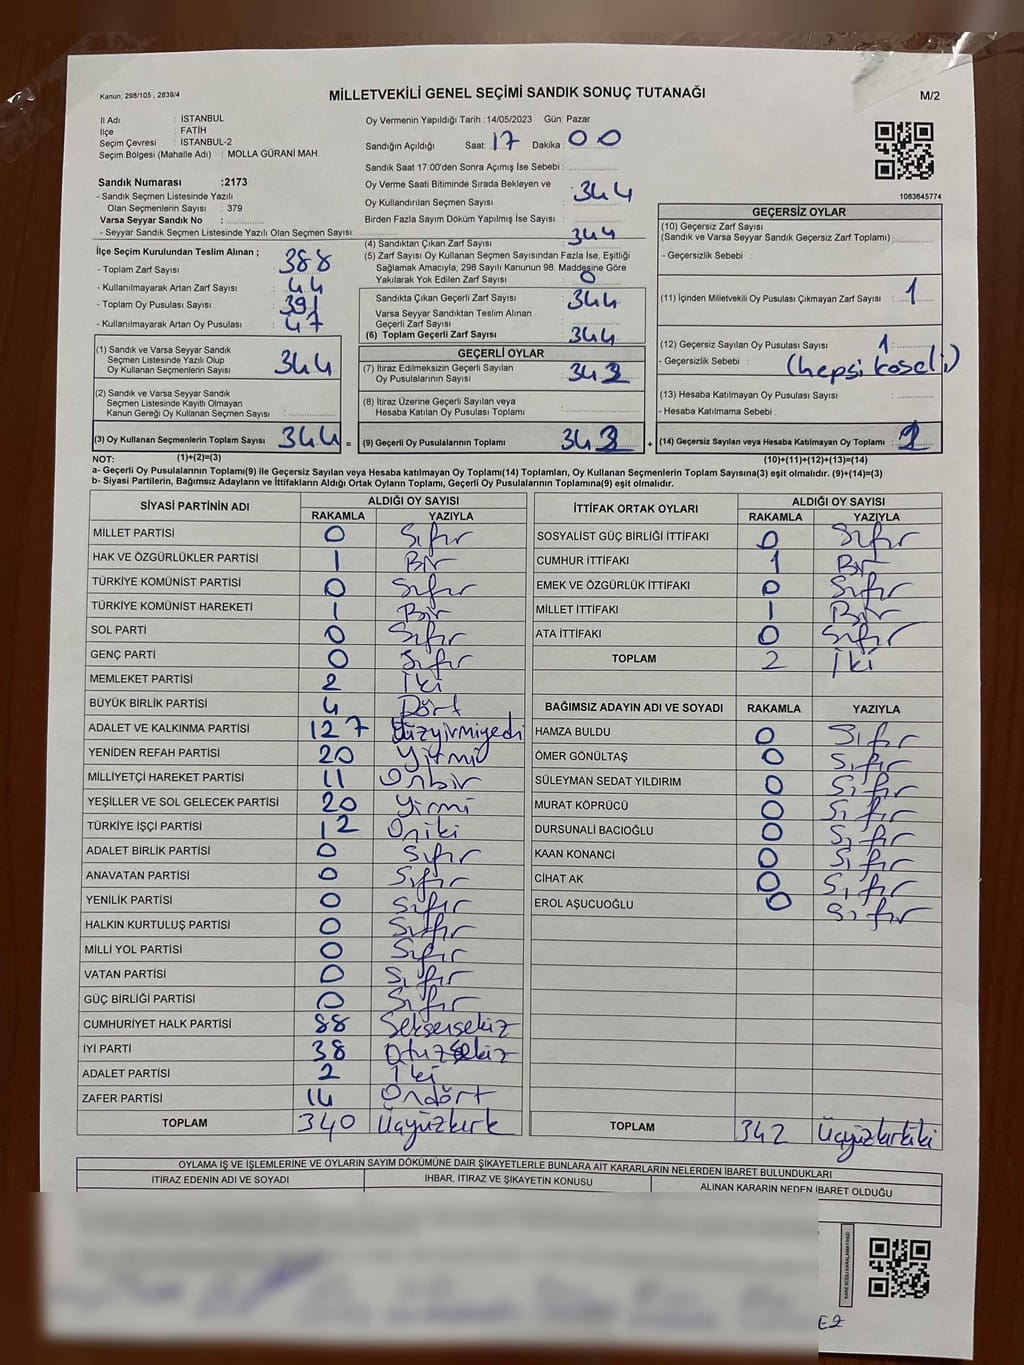 Kanun; 298/105 , 2839/4
MİLLETVEKİLİ GENEL SEÇİMİ SANDIK SONUÇ TUTANAĞI
M/2
İl Adı : İSTANBUL
İlçe : FATİH
Seçim Çevresi : İSTANBUL-2
Seçim Bölgesi (Mahalle Adı) : MOLLA GÜRANİ MAH.
Sandık Numarası :2173
- Sandık Seçmen Listesinde Yazılı
Olan Seçmenlerin Sayısı : 379
Varsa Seyyar Sandık No :
- Seyyar Sandık Seçmen Listesinde Yazılı Olan Seçmen Sayısı:
Oy Vermenin Yapıldığı Tarih :14/05/2023 Gün: Pazar
Sandığın Açıldığı Saat: 17 Dakika : 00
Sandık Saat 17:00'den Sonra Açımış İse Sebebi :
Oy Verme Saati Bitiminde Sırada Bekleyen ve
Oy Kullandırılan Seçmen Sayısı : 344
Birden Fazla Sayım Döküm Yapılmış İse Sayısı :
1083645774
İlçe Seçim Kurulundan Teslim Alınan ;
- Toplam Zarf Sayısı : 388
- Kullanılmayarak Artan Zarf Sayısı : 44
- Toplam Oy Pusulası Sayısı : 391
- Kullanılmayarak Artan Oy Pusulası : 47
(4) Sandıktan Çıkan Zarf Sayısı : 344
(5) Zarf Sayısı Oy Kullanan Seçmen Sayısından Fazla İse, Eşitliği
Sağlamak Amacıyla, 298 Sayılı Kanunun 98. Maddesine Göre
Yakılarak Yok Edilen Zarf Sayısı : 0
Sandıkta Çıkan Geçerli Zarf Sayısı : 344
Varsa Seyyar Sandıktan Teslim Alınan
Geçerli Zarf Sayısı :
(6) Toplam Geçerli Zarf Sayısı : 344
GEÇERSİZ OYLAR
(10) Geçersiz Zarf Sayısı
(Sandık ve Varsa Seyyar Sandık Geçersiz Zarf Toplamı) :
- Geçersizlik Sebebi :
(11) İçinden Milletvekili Oy Pusulası Çıkmayan Zarf Sayısı : 1
(12) Geçersiz Sayılan Oy Pusulası Sayısı : 1
- Geçersizlik Sebebi : (hepsi kaseli)
(13) Hesaba Katılmayan Oy Pusulası Sayısı :
- Hesaba Katılmama Sebebi :
(14) Geçersiz Sayılan veya Hesaba Katılmayan Oy Toplamı : 2
(1) Sandık ve Varsa Seyyar Sandık
Seçmen Listesinde Yazılı Olup
Oy Kullanan Seçmenlerin Sayısı : 344
(2) Sandık ve Varsa Seyyar Sandık
Seçmen Listesinde Kayıtlı Olmayan
Kanun Gereği Oy Kullanan Seçmen Sayısı :
(3) Oy Kullanan Seçmenlerin Toplam Sayısı : 344 =
GEÇERLİ OYLAR
(7) İtiraz Edilmeksizin Geçerli Sayılan
Oy Pusulalarının Sayısı : 342
(8) İtiraz Üzerine Geçerli Sayılan veya
Hesaba Katılan Oy Pusulası Toplamı :
(9) Geçerli Oy Pusulalarının Toplamı : 342 +
NOT: (1)+(2)=(3) (10)+(11)+(12)+(13)=(14)
a- Geçerli Oy Pusulalarının Toplamı(9) ile Geçersiz Sayılan veya Hesaba katılmayan Oy Toplamı(14) Toplamları, Oy Kullanan Seçmenlerin Toplam Sayısına(3) eşit olmalıdır. (9)+(14)=(3)
b- Siyasi Partilerin, Bağımsız Adayların ve İttifakların Aldığı Ortak Oyların Toplamı, Geçerli Oy Pusulalarının Toplamına(9) eşit olmalıdır.
SİYASİ PARTİNİN ADI ALDIĞI OY SAYISI
RAKAMLA YAZIYLA
MİLLET PARTİSİ 0 Sıfır
HAK VE ÖZGÜRLÜKLER PARTİSİ 1 Bir
TÜRKİYE KOMÜNİST PARTİSİ 0 Sıfır
TÜRKİYE KOMÜNİST HAREKETİ 1 Bir
SOL PARTİ 0 Sıfır
GENÇ PARTİ 0 Sıfır
MEMLEKET PARTİSİ 2 İki
BÜYÜK BİRLİK PARTİSİ 4 Dört
ADALET VE KALKINMA PARTİSİ 127 Yüzyirmiyedi
YENİDEN REFAH PARTİSİ 20 Yirmi
MİLLİYETÇİ HAREKET PARTİSİ 11 Onbir
YEŞİLLER VE SOL GELECEK PARTİSİ 20 Yirmi
TÜRKİYE İŞÇİ PARTİSİ 12 Oniki
ADALET BİRLİK PARTİSİ 0 Sıfır
ANAVATAN PARTİSİ 0 Sıfır
YENİLİK PARTİSİ 0 Sıfır
HALKIN KURTULUŞ PARTİSİ 0 Sıfır
MİLLİ YOL PARTİSİ 0 Sıfır
VATAN PARTİSİ 0 Sıfır
GÜÇ BİRLİĞİ PARTİSİ 0 Sıfır
CUMHURİYET HALK PARTİSİ 88 Seksensekiz
İYİ PARTİ 38 Otuzsekiz
ADALET PARTİSİ 2 İki
ZAFER PARTİSİ 14 Ondört
TOPLAM 340 Üçyüzkırk
İTTİFAK ORTAK OYLARI ALDIĞI OY SAYISI
RAKAMLA YAZIYLA
SOSYALİST GÜÇ BİRLİĞİ İTTİFAKI 0 Sıfır
CUMHUR İTTİFAKI 1 Bir
EMEK VE ÖZGÜRLÜK İTTİFAKI 0 Sıfır
MİLLET İTTİFAKI 1 Bir
ATA İTTİFAKI 0 Sıfır
TOPLAM 2 İki
BAĞIMSIZ ADAYIN ADI VE SOYADI RAKAMLA YAZIYLA
HAMZA BULDU 0 Sıfır
ÖMER GÖNÜLTAŞ 0 Sıfır
SÜLEYMAN SEDAT YILDIRIM 0 Sıfır
MURAT KÖPRÜCÜ 0 Sıfır
DURSUNALİ BACIOĞLU 0 Sıfır
KAAN KONANCİ 0 Sıfır
CİHAT AK 0 Sıfır
EROL AŞUCUOĞLU 0 Sıfır
TOPLAM 342 Üçyüzkırkiki
OYLAMA İŞ VE İŞLEMLERİNE VE OYLARIN SAYIM DÖKÜMÜNE DAİR ŞİKAYETLERLE BUNLARA AİT KARARLARIN NELERDEN İBARET BULUNDUKLARI
İTİRAZ EDENİN ADI VE SOYADI IHBAR, İTİRAZ VE ŞİKAYETİN KONUSU ALINAN KARARIN NEDEN İBARET OLDUĞU
KARE KODU KARALAMAYINIZ!